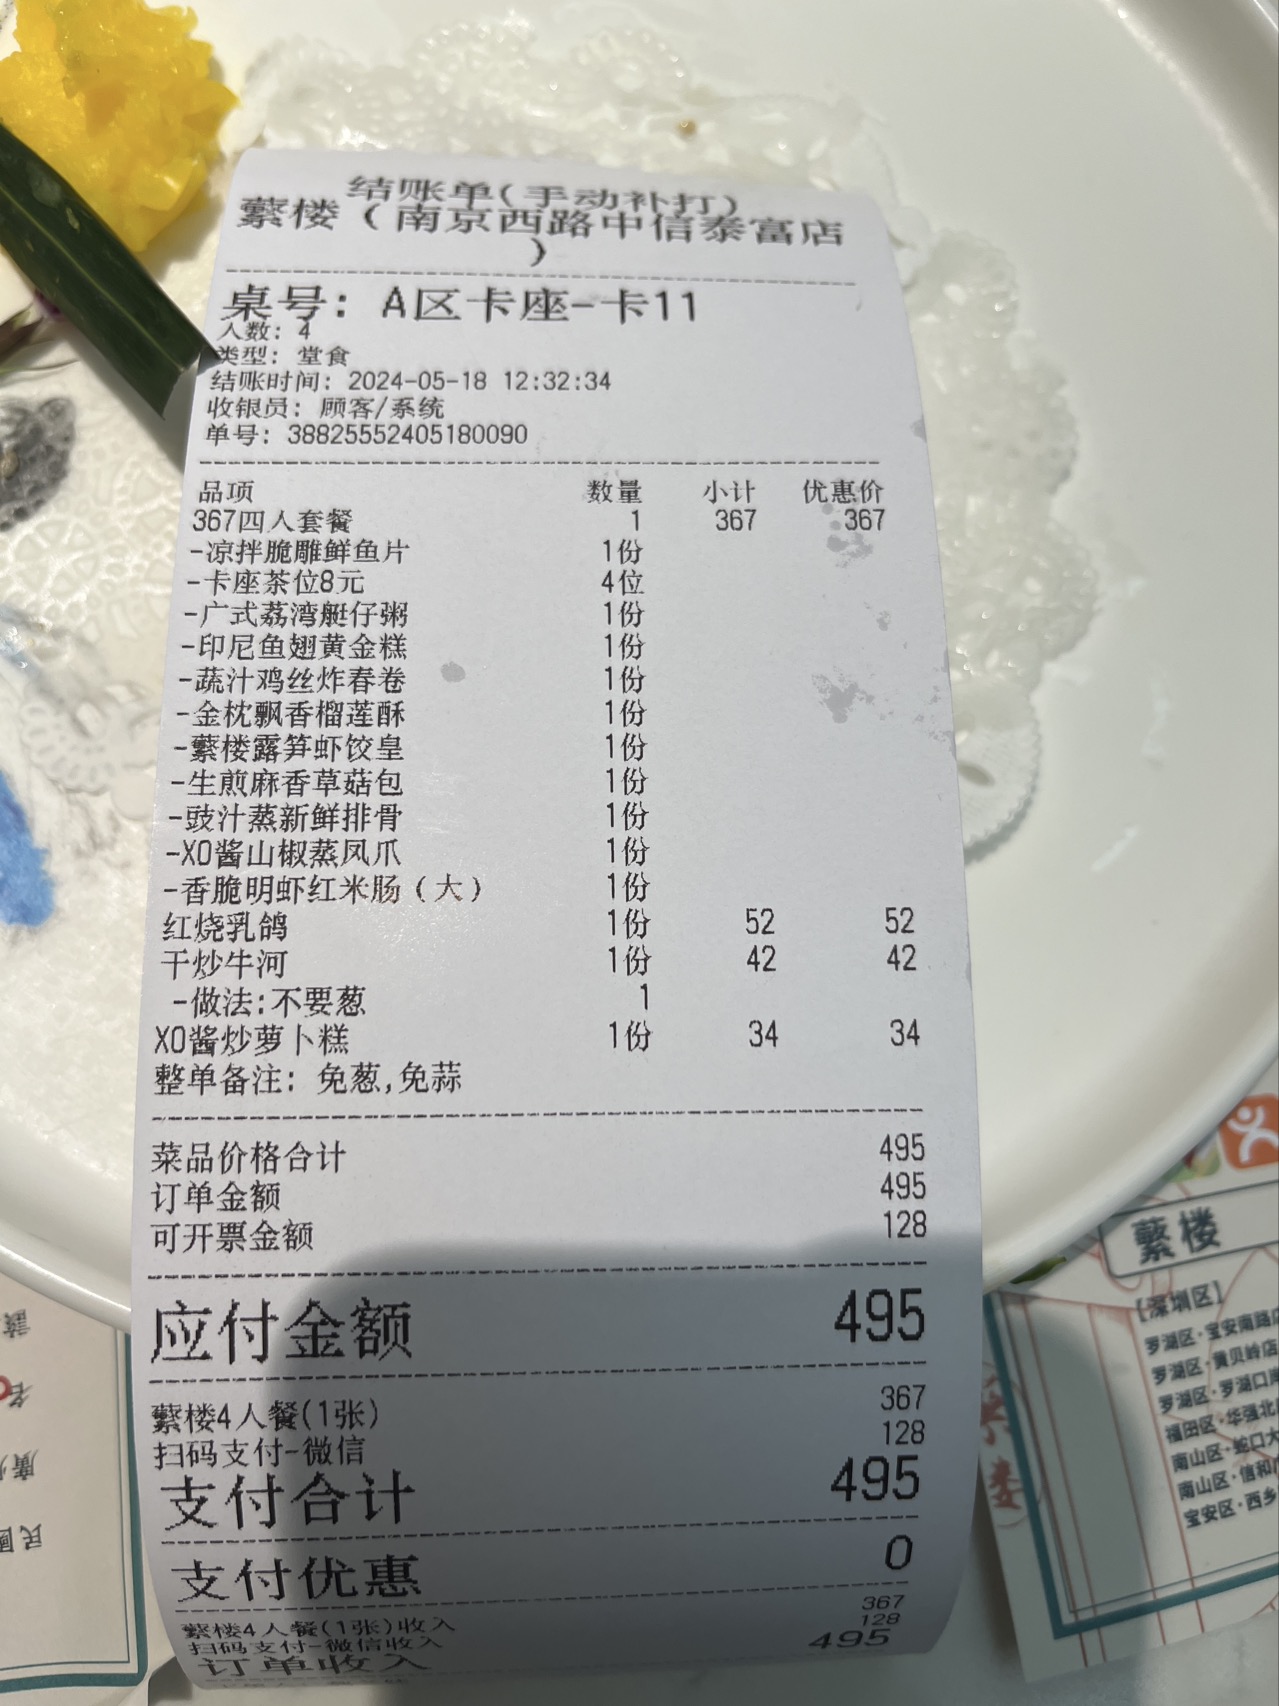 结账单(手动补打)
蘩楼（南京西路中信泰富店
）
桌号: A区卡座-卡11
人数: 4
类型: 堂食
结账时间: 2024-05-18 12:32:34
收银员: 顾客/系统
单号: 38825552405180090
品项 数量 小计 优惠价
367四人套餐 1 367 367
-凉拌脆雕鲜鱼片 1份
-卡座茶位8元 4位
-广式荔湾艇仔粥 1份
-印尼鱼翅黄金糕 1份
-蔬汁鸡丝炸春卷 1份
-金枕飘香榴莲酥 1份
-蘩楼露笋虾饺皇 1份
-生煎麻香草菇包 1份
-豉汁蒸新鲜排骨 1份
-XO酱山椒蒸凤爪 1份
-香脆明虾红米肠（大） 1份
红烧乳鸽 1份 52 52
干炒牛河 1份 42 42
-做法:不要葱 1
XO酱炒萝卜糕 1份 34 34
整单备注: 免葱,免蒜
菜品价格合计 495
订单金额 495
可开票金额 128
应付金额 495
蘩楼4人餐(1张) 367
扫码支付-微信 128
支付合计 495
支付优惠 0
蘩楼4人餐(1张)收入 367
扫码支付-微信收入 128
订单收入 495
蘩楼
【深圳区】
罗湖区·宝安南路店
罗湖区·黄贝岭店
罗湖区·罗湖口岸
福田区·华强北
南山区·蛇口大
南山区·信和
宝安区·西乡